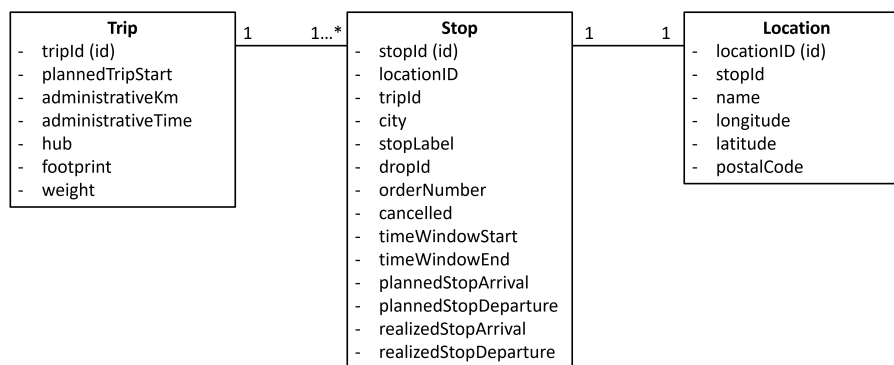 Trip
- tripId (id)
- plannedTripStart
- administrativeKm
- administrativeTime
- hub
- footprint
- weight
1 1...*
Stop
- stopId (id)
- locationID
- tripId
- city
- stopLabel
- dropId
- orderNumber
- cancelled
- timeWindowStart
- timeWindowEnd
- plannedStopArrival
- plannedStopDeparture
- realizedStopArrival
- realizedStopDeparture
1 1
Location
- locationID (id)
- stopId
- name
- longitude
- latitude
- postalCode